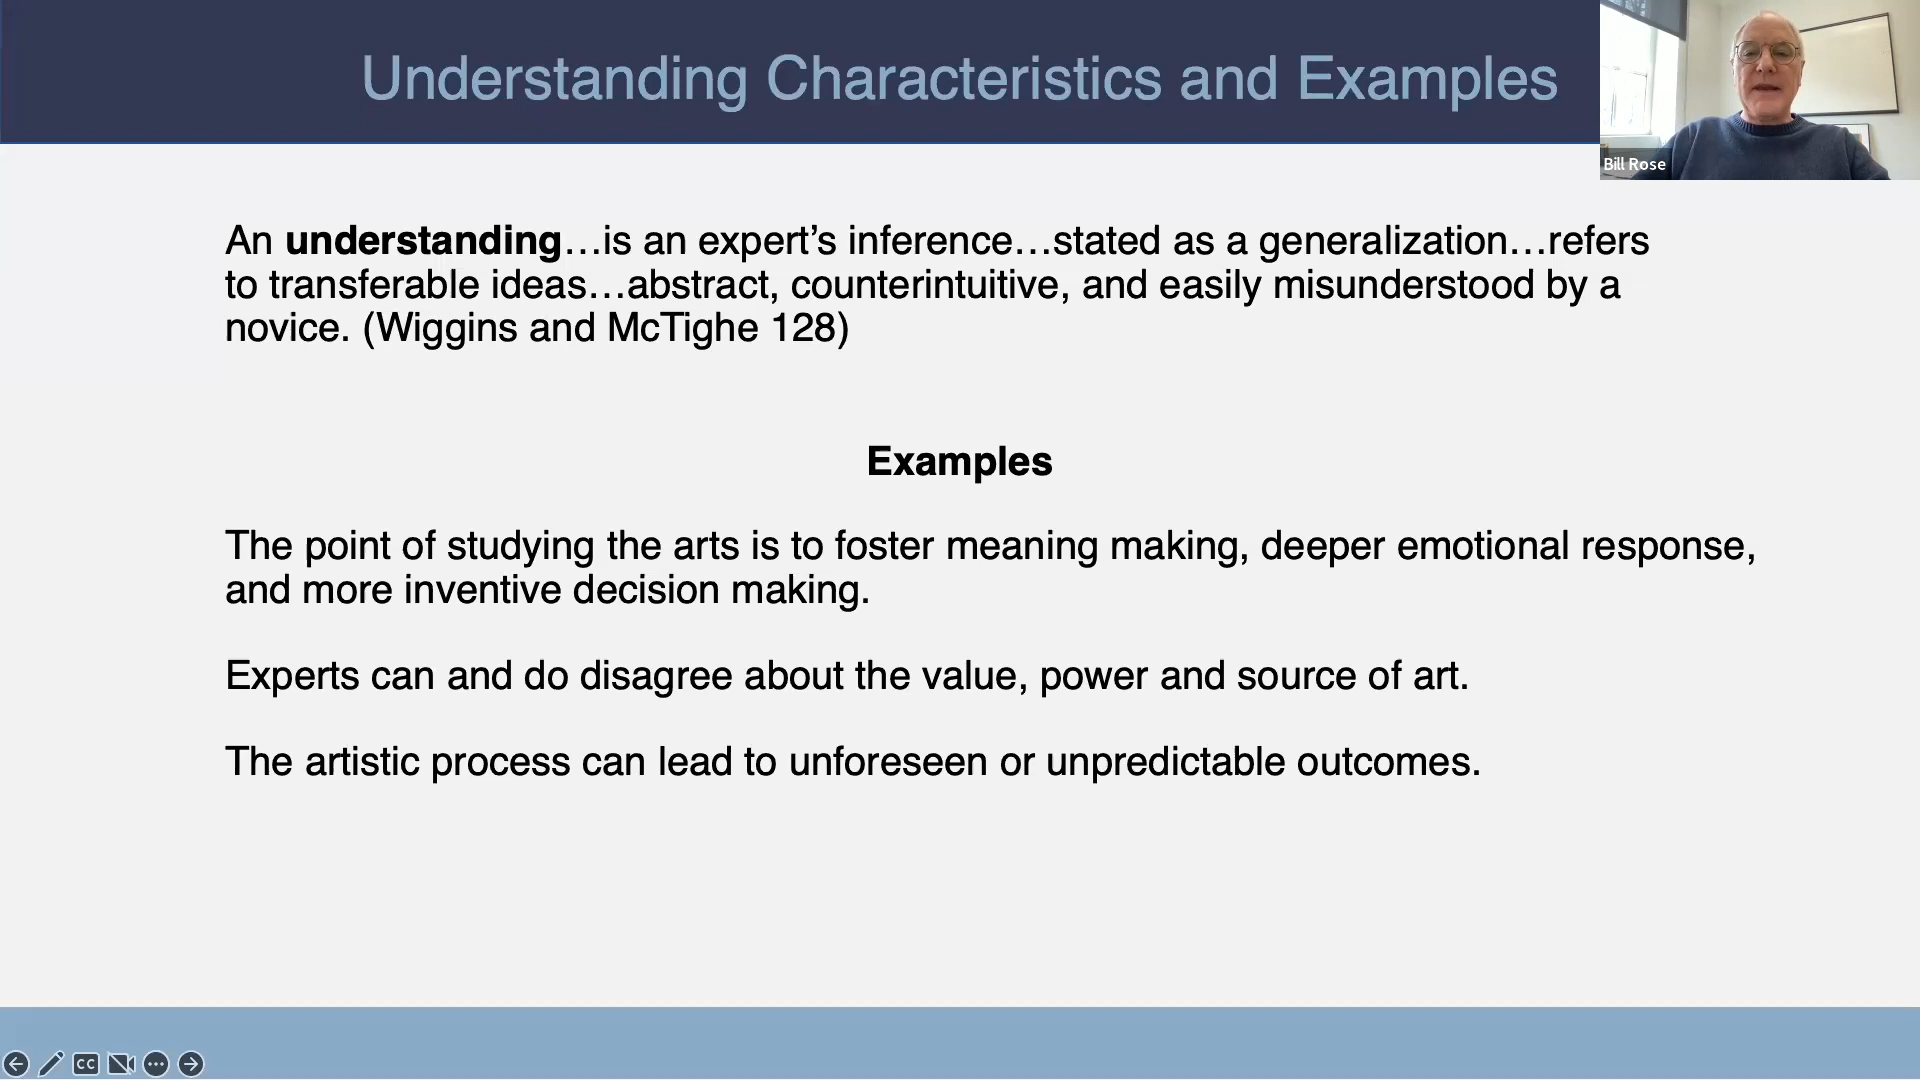 Understanding Characteristics and Examples
Bill Rose
An understanding…is an expert’s inference…stated as a generalization…refers
to transferable ideas…abstract, counterintuitive, and easily misunderstood by a
novice. (Wiggins and McTighe 128)
Examples
The point of studying the arts is to foster meaning making, deeper emotional response,
and more inventive decision making.
Experts can and do disagree about the value, power and source of art.
The artistic process can lead to unforeseen or unpredictable outcomes.
CC